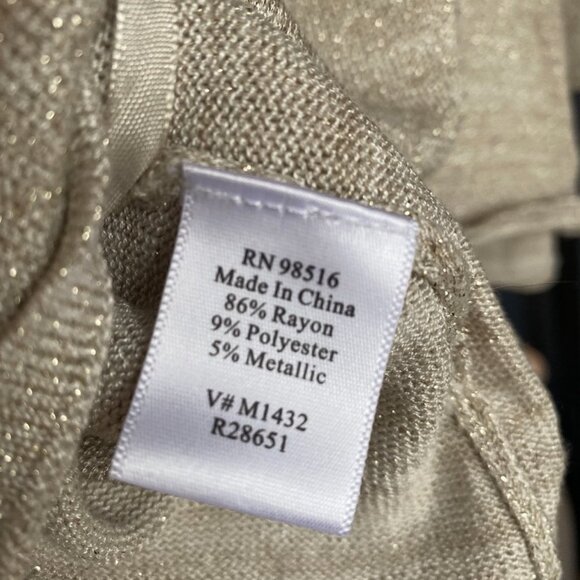 RN 98516
Made In China
86% Rayon
9% Polyester
5% Metallic
V# M1432
R28651